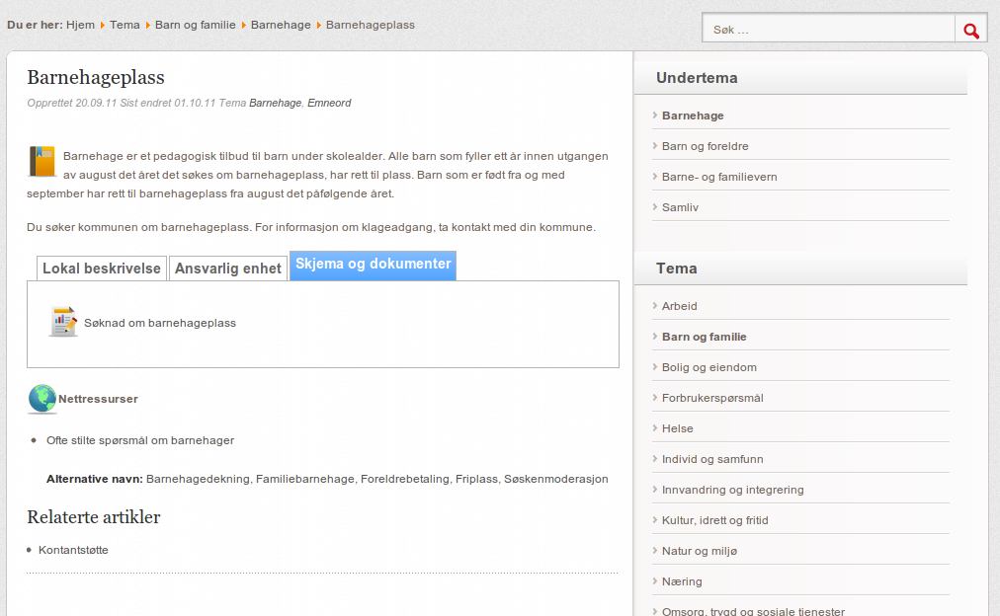 Du er her: Hjem Tema Barn og familie Barnehage Barnehageplass
Søk ...
Barnehageplass
Opprettet 20.09.11 Sist endret 01.10.11 Tema Barnehage, Emneord
Barnehage er et pedagogisk tilbud til barn under skolealder. Alle barn som fyller ett år innen utgangen
av august det året det søkes om barnehageplass, har rett til plass. Barn som er født fra og med
september har rett til barnehageplass fra august det påfølgende året.
Du søker kommunen om barnehageplass. For informasjon om klageadgang, ta kontakt med din kommune.
Lokal beskrivelse Ansvarlig enhet Skjema og dokumenter
Søknad om barnehageplass
Nettressurser
Ofte stilte spørsmål om barnehager
Alternative navn: Barnehagedekning, Familiebarnehage, Foreldrebetaling, Friplass, Søskenmoderasjon
Relaterte artikler
Kontantstøtte
Undertema
Barnehage
Barn og foreldre
Barne- og familievern
Samliv
Tema
Arbeid
Barn og familie
Bolig og eiendom
Forbrukerspørsmål
Helse
Individ og samfunn
Innvandring og integrering
Kultur, idrett og fritid
Natur og miljø
Næring
Omsorg, trygd og sosiale tjenester